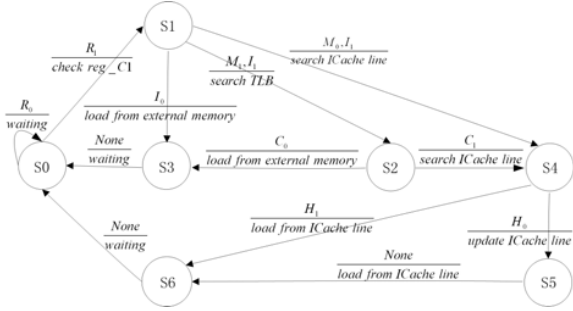 S1
R₁
check reg_C1
M₀, I₁
search ICache line
M₁, I₁
search TLB
I₀
load from external memory
R₀
waiting
None
waiting
C₀
load from external memory
C₁
search ICache line
S0
S3
S2
S4
H₁
load from ICache line
H₀
update ICache line
None
waiting
None
load from ICache line
S6
S5